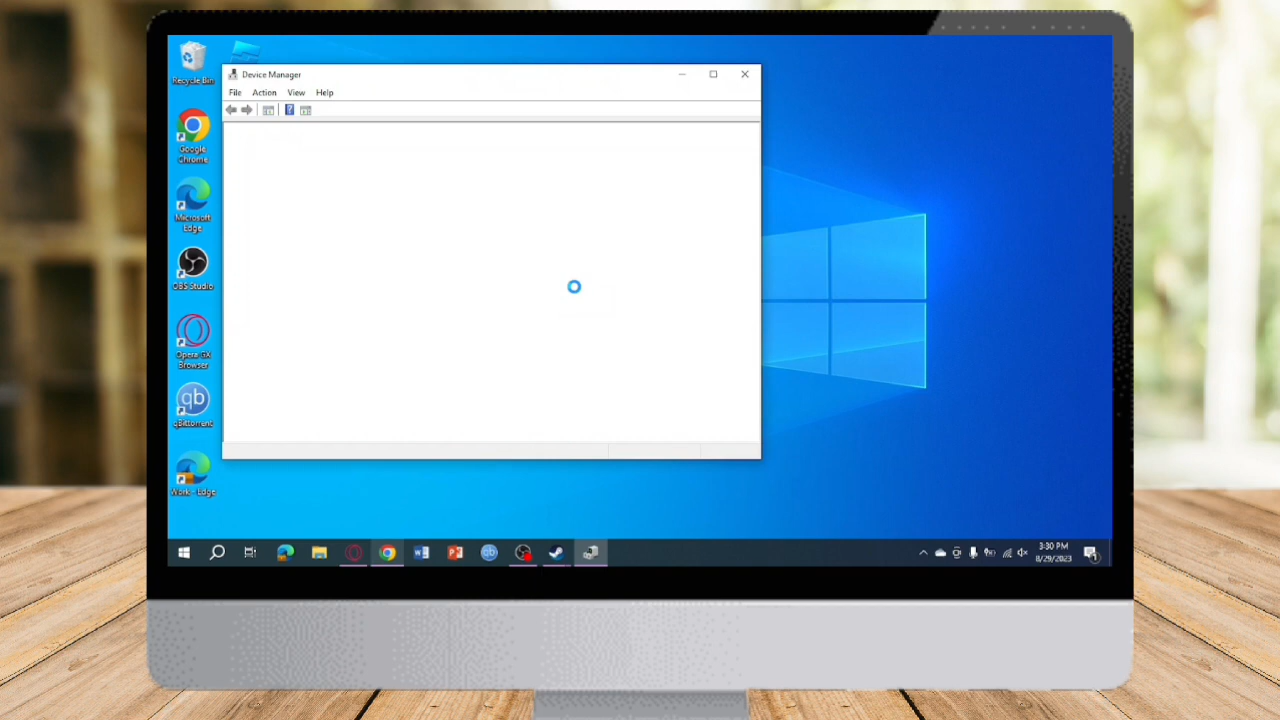 Recycle Bin
Google
Chrome
Microsoft
Edge
OBS Studio
Opera GX
Browser
qb
qBittorrent
Work - Edge
Device Manager
File Action View Help
3:30 PM
8/29/2023